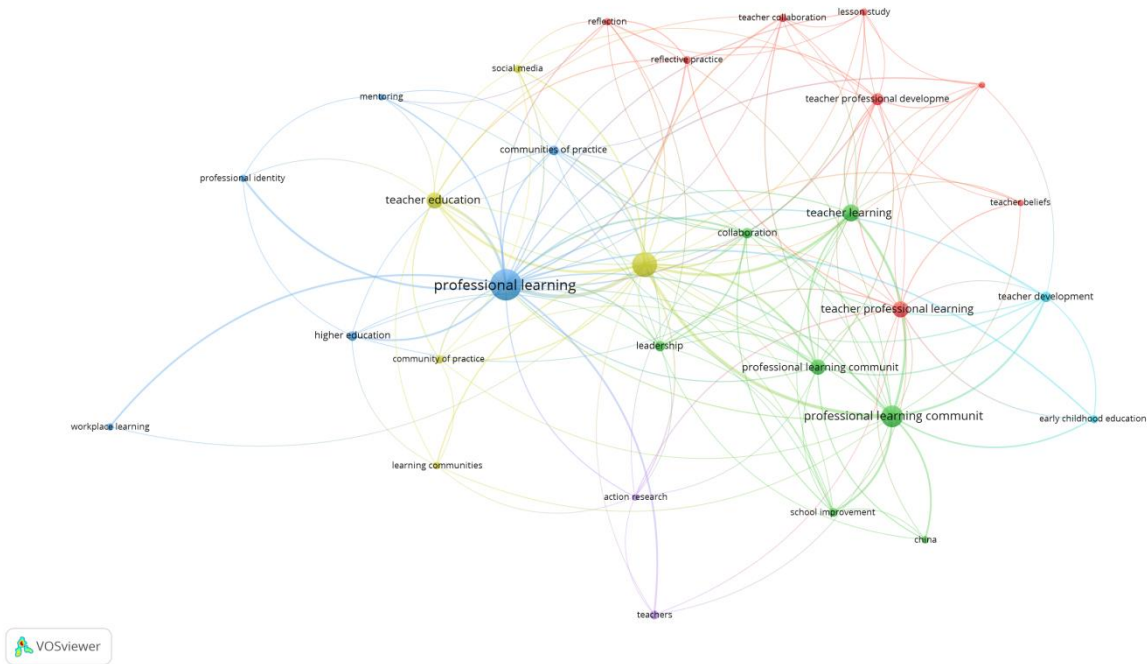 lesson study
teacher collaboration
reflection
reflective practice
social media
mentoring
teacher professional developme
communities of practice
professional identity
teacher education
teacher beliefs
teacher learning
collaboration
professional learning
teacher development
teacher professional learning
higher education
leadership
community of practice
professional learning communit
professional learning communit
early childhood education
workplace learning
learning communities
action research
school improvement
china
teachers
VOSviewer